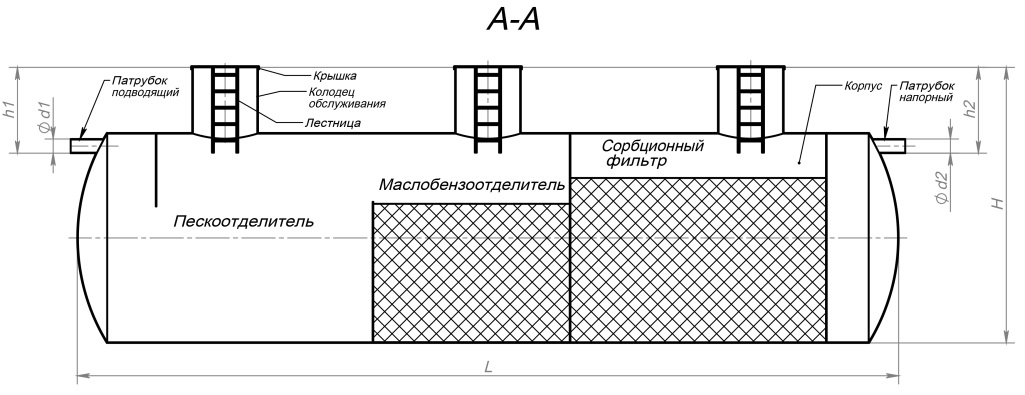 А-А
Крышка
Патрубок
подводящий
Колодец
обслуживания
Лестница
Корпус
Патрубок
напорный
h1
Ф d1
h2
Ф d2
H
Сорбционный
фильтр
Маслобензоотделитель
Пескоотделитель
L